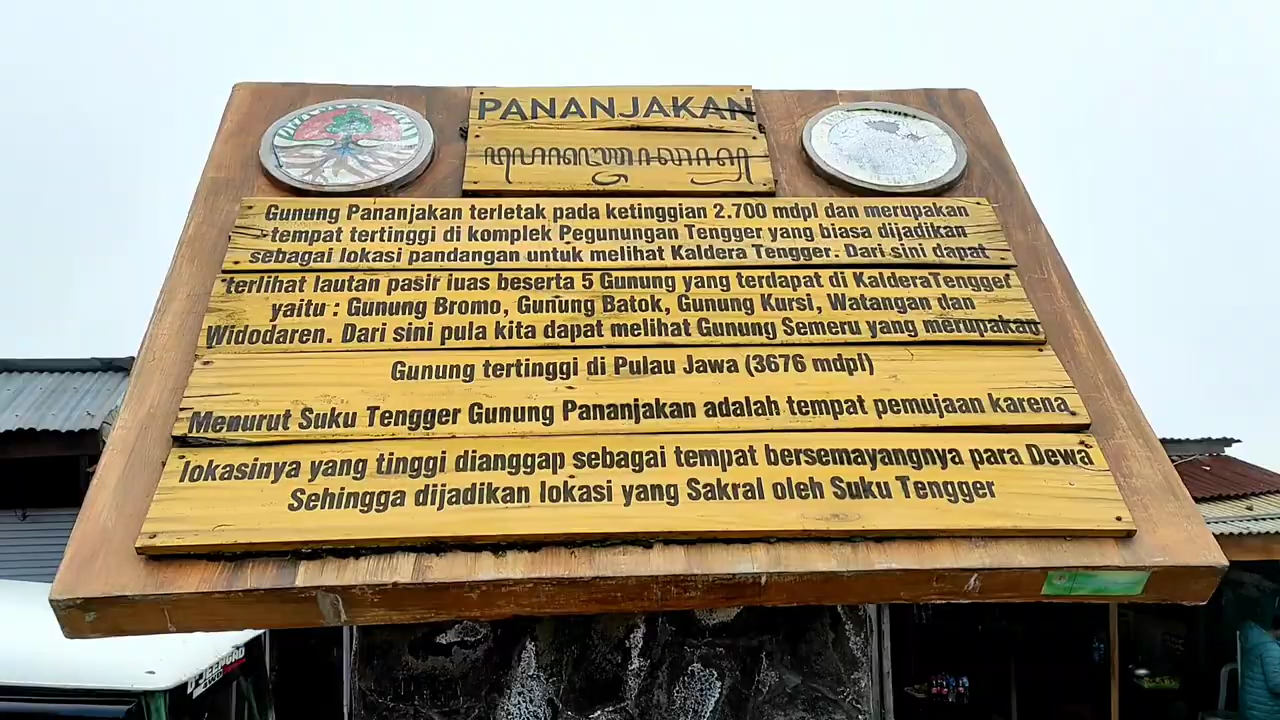 PANANJAKAN
Gunung Pananjakan terletak pada ketinggian 2.700 mdpl dan merupakan
tempat tertinggi di komplek Pegunungan Tengger yang biasa dijadikan
sebagai lokasi pandangan untuk melihat Kaldera Tengger. Dari sini dapat
terlihat lautan pasir luas beserta 5 Gunung yang terdapat di KalderaTengger
yaitu : Gunung Bromo, Gunung Batok, Gunung Kursi, Watangan dan
Widodaren. Dari sini pula kita dapat melihat Gunung Semeru yang merupakan
Gunung tertinggi di Pulau Jawa (3676 mdpl)
Menurut Suku Tengger Gunung Pananjakan adalah tempat pemujaan karena
lokasinya yang tinggi dianggap sebagai tempat bersemayangnya para Dewa
Sehingga dijadikan lokasi yang Sakral oleh Suku Tengger